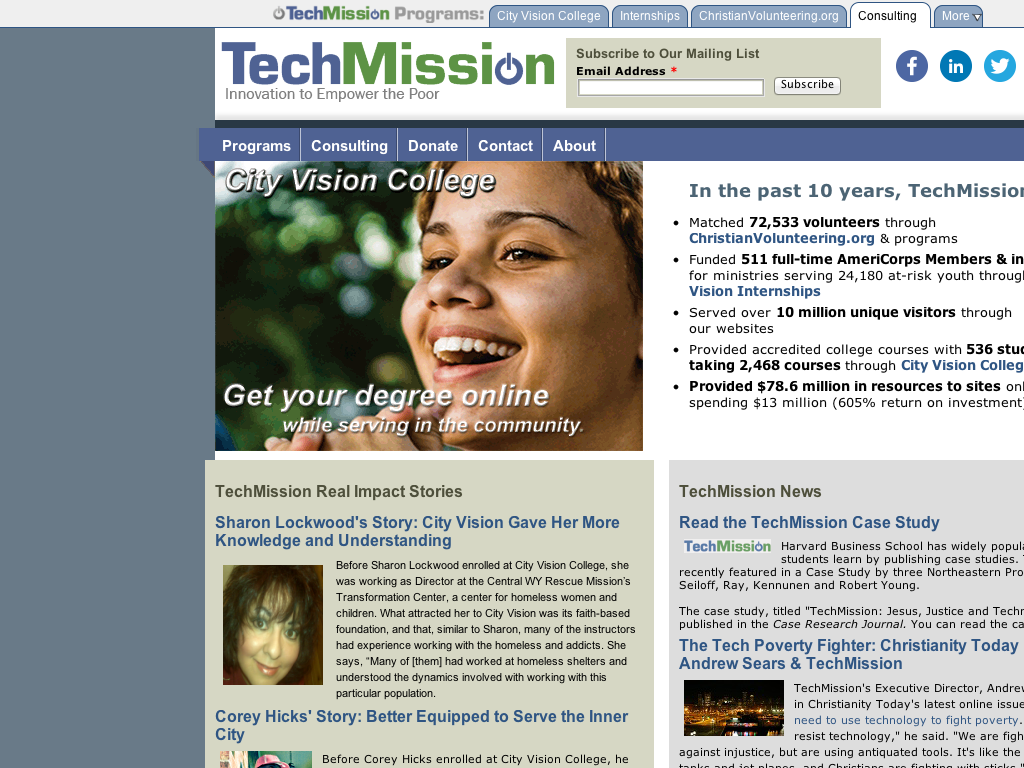 TechMission Programs:
City Vision College
Internships
ChristianVolunteering.org
Consulting
More
TechMission
Innovation to Empower the Poor
Subscribe to Our Mailing List
Email Address *
Subscribe
Programs
Consulting
Donate
Contact
About
City Vision College
Get your degree online
while serving in the community.
In the past 10 years, TechMission
Matched 72,533 volunteers through
ChristianVolunteering.org & programs
Funded 511 full-time AmeriCorps Members & in
for ministries serving 24,180 at-risk youth through
Vision Internships
Served over 10 million unique visitors through
our websites
Provided accredited college courses with 536 stud
taking 2,468 courses through City Vision Colleg
Provided $78.6 million in resources to sites onl
spending $13 million (605% return on investment)
TechMission Real Impact Stories
Sharon Lockwood's Story: City Vision Gave Her More
Knowledge and Understanding
Before Sharon Lockwood enrolled at City Vision College, she
was working as Director at the Central WY Rescue Mission's
Transformation Center, a center for homeless women and
children. What attracted her to City Vision was its faith-based
foundation, and that, similar to Sharon, many of the instructors
had experience working with the homeless and addicts. She
says, “Many of [them] had worked at homeless shelters and
understood the dynamics involved with working with this
particular population.
Corey Hicks' Story: Better Equipped to Serve the Inner
City
Before Corey Hicks enrolled at City Vision College, he
TechMission News
Read the TechMission Case Study
TechMission
Harvard Business School has widely popula
students learn by publishing case studies. T
recently featured in a Case Study by three Northeastern Pro
Seiloff, Ray, Kennunen and Robert Young.
The case study, titled "TechMission: Jesus, Justice and Techn
published in the Case Research Journal. You can read the ca
The Tech Poverty Fighter: Christianity Today
Andrew Sears & TechMission
TechMission's Executive Director, Andrew
in Christianity Today's latest online issue
need to use technology to fight poverty.
resist technology," he said. "We are figh
against injustice, but are using antiquated tools. It's like the
tanks and jet planes, and Christians are fighting with sticks."